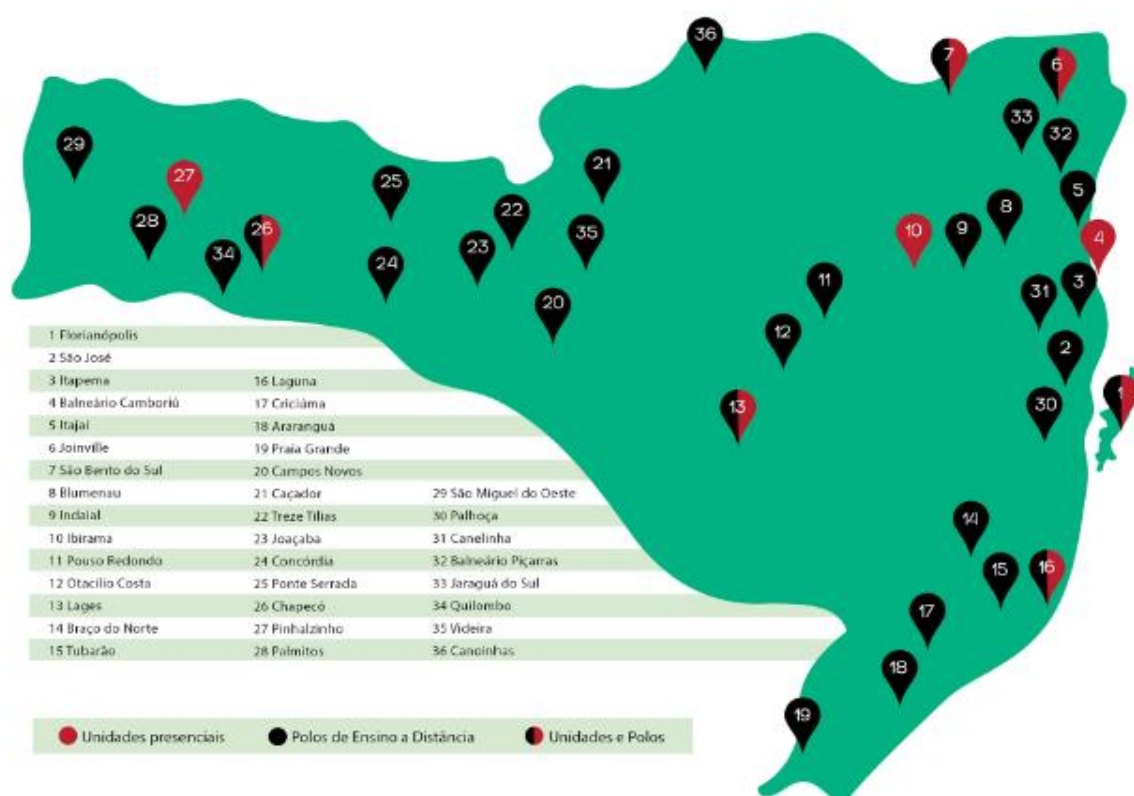 36
7
6
33
32
29
27
25
21
5
28
22
8
26
35
9
10
4
34
23
24
11
31
3
20
12
2
13
30
1
14
15
16
17
18
19
1 Florianópolis
2 São José
3 Itapema
4 Balneário Camboriú
5 Itajaí
6 Joinville
7 São Bento do Sul
8 Blumenau
9 Indaial
10 Ibirama
11 Pouso Redondo
12 Otacílio Costa
13 Lages
14 Braço do Norte
15 Tubarão
16 Laguna
17 Criciúma
18 Araranguá
19 Praia Grande
20 Campos Novos
21 Caçador
22 Treze Tílias
23 Joaçaba
24 Concórdia
25 Ponte Serrada
26 Chapecó
27 Pinhalzinho
28 Palmitos
29 São Miguel do Oeste
30 Palhoça
31 Canelinha
32 Balneário Piçarras
33 Jaraguá do Sul
34 Quilombo
35 Videira
36 Canoinhas
Unidades presenciais
Polos de Ensino a Distância
Unidades e Polos